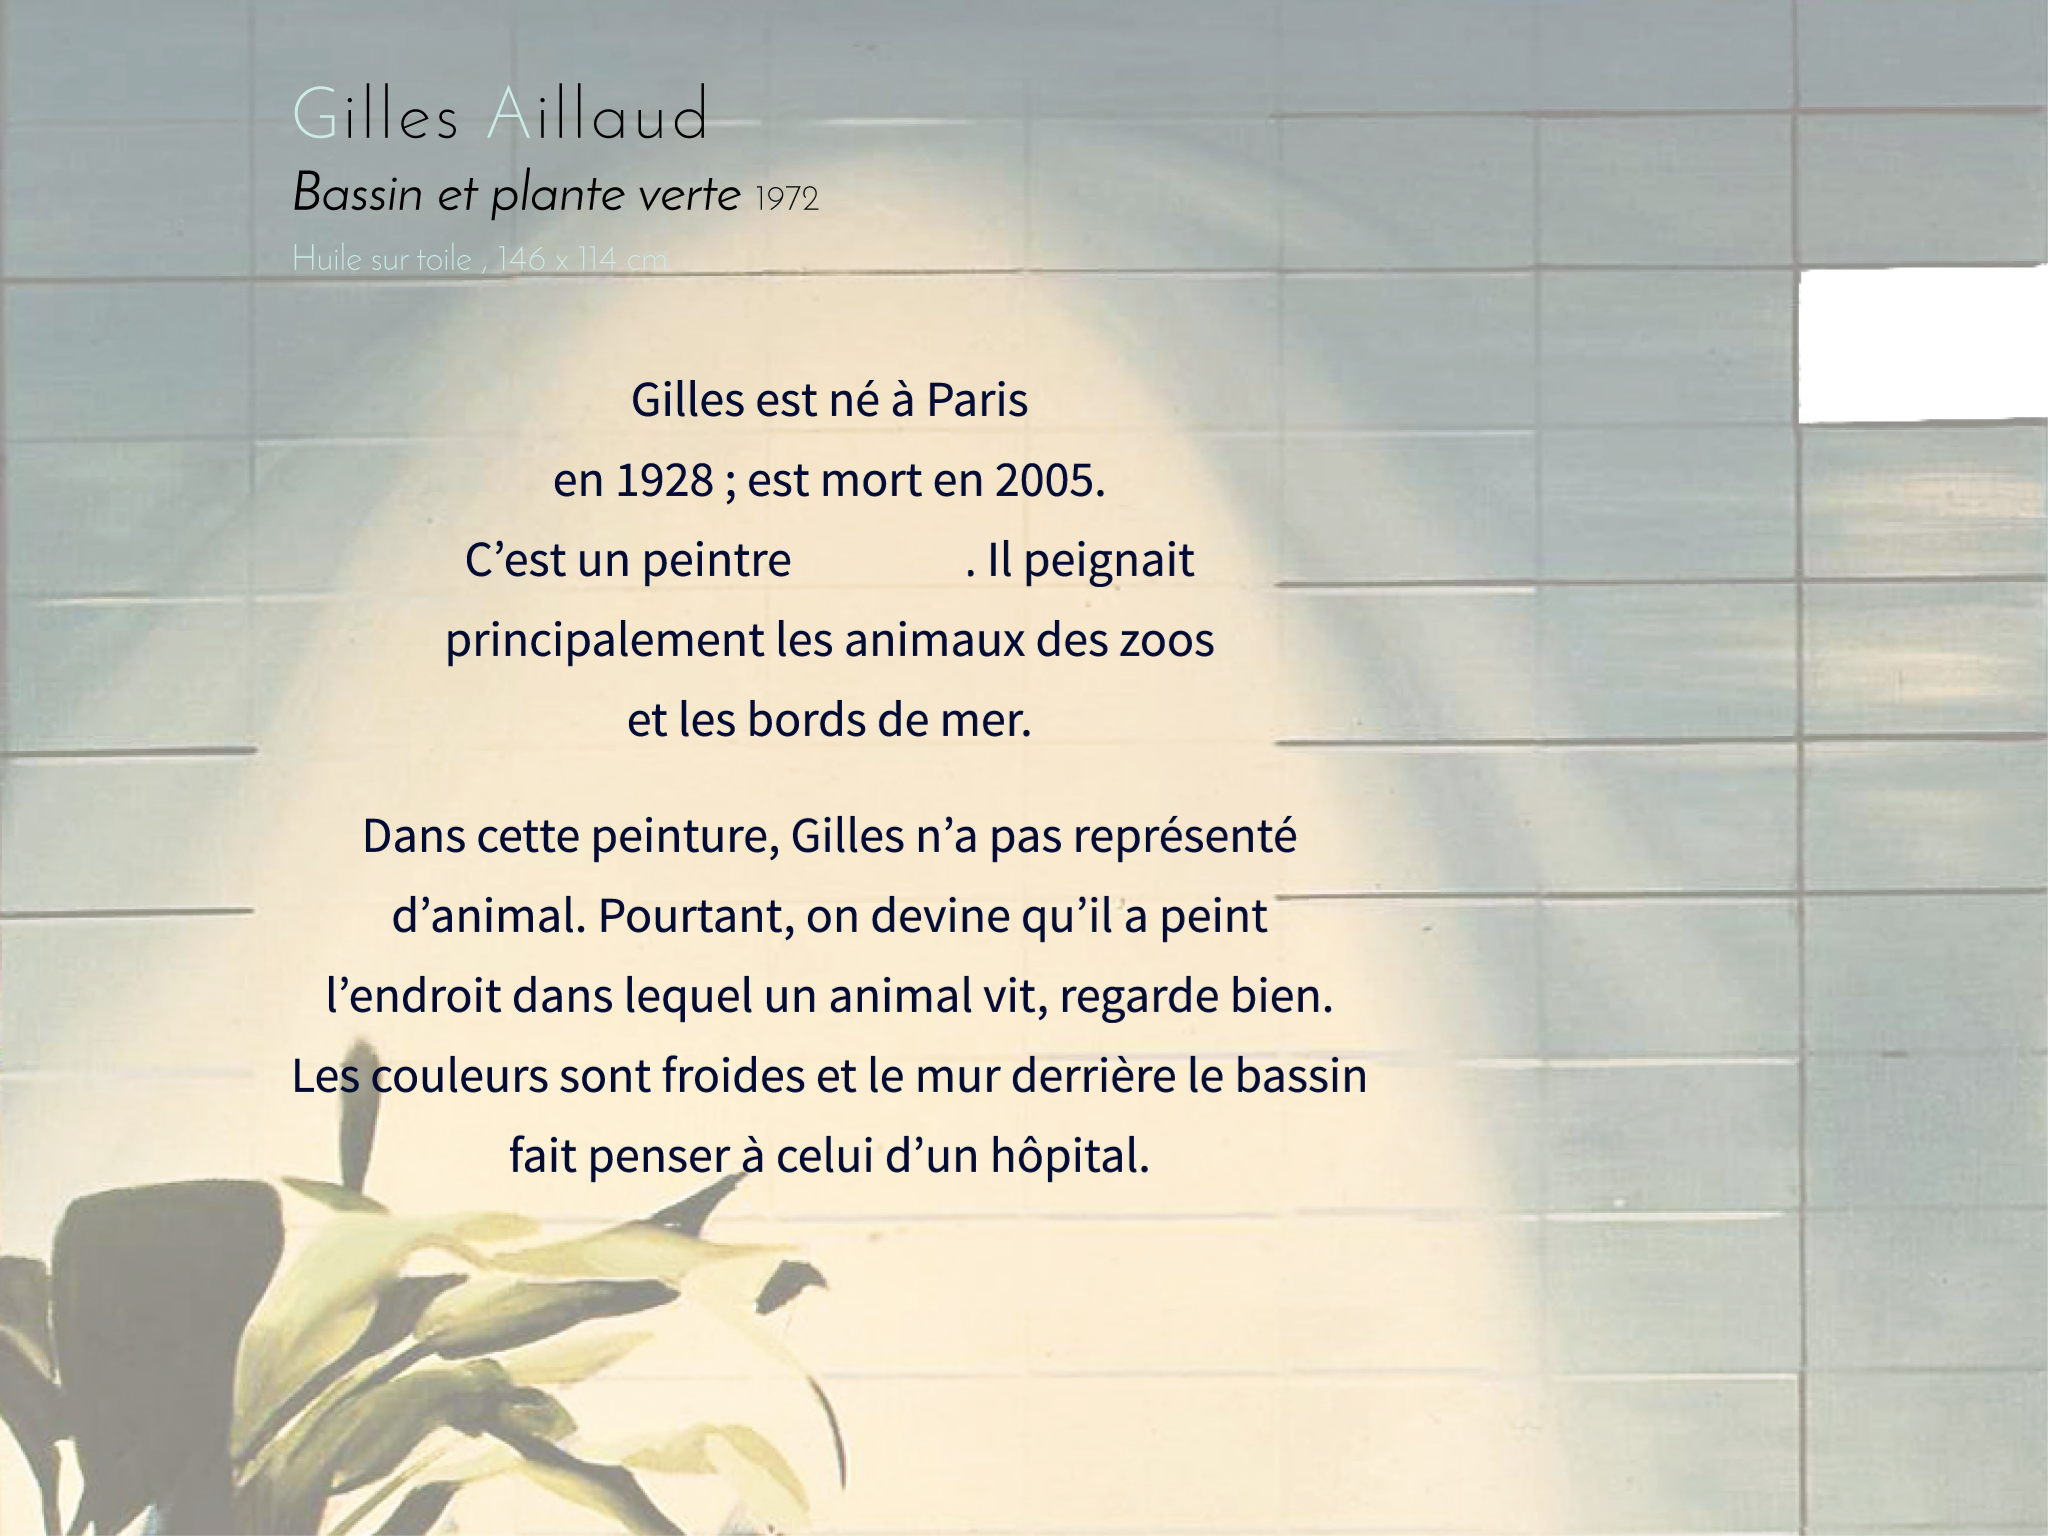 Gilles Aillaud
Bassin et plante verte 1972
Huile sur toile , 146 x 114 cm
Gilles est né à Paris
en 1928 ; est mort en 2005.
C’est un peintre . Il peignait
principalement les animaux des zoos
et les bords de mer.
Dans cette peinture, Gilles n’a pas représenté
d’animal. Pourtant, on devine qu’il a peint
l’endroit dans lequel un animal vit, regarde bien.
Les couleurs sont froides et le mur derrière le bassin
fait penser à celui d’un hôpital.